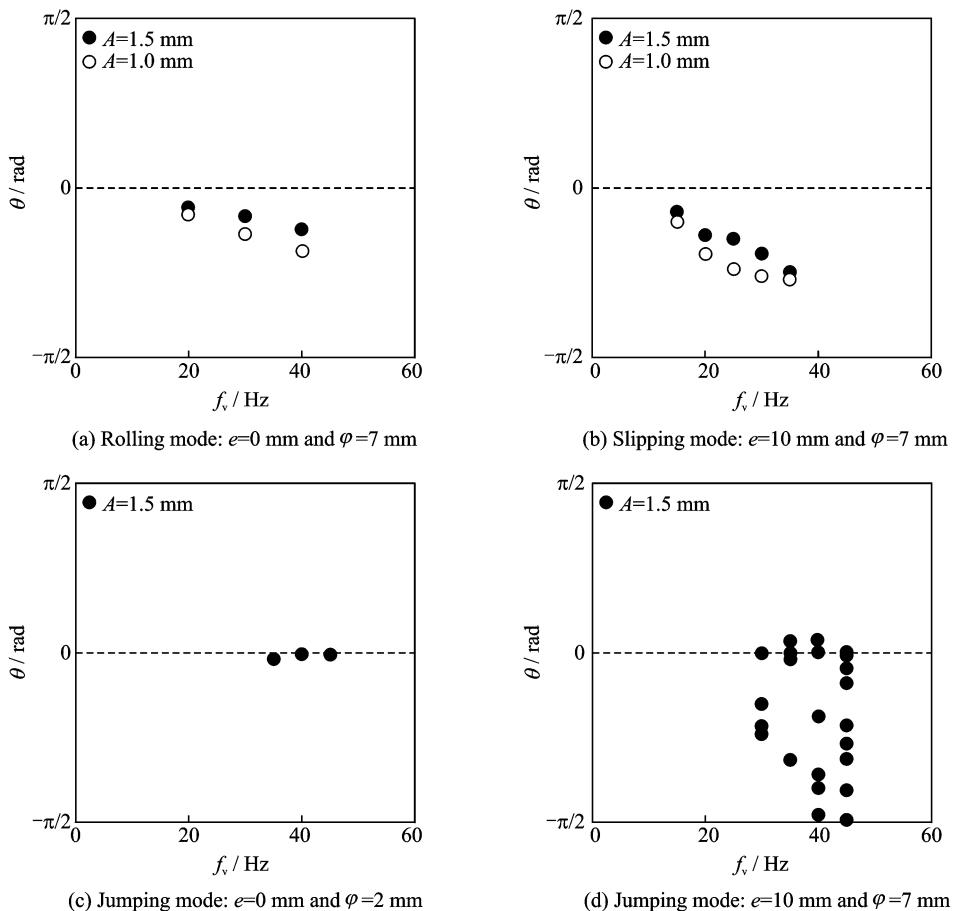 π/2
A=1.5 mm
A=1.0 mm
θ / rad
0
−π/2
0 20 40 60
f_v / Hz
(a) Rolling mode: e=0 mm and φ=7 mm
π/2
A=1.5 mm
A=1.0 mm
θ / rad
0
−π/2
0 20 40 60
f_v / Hz
(b) Slipping mode: e=10 mm and φ=7 mm
π/2
A=1.5 mm
θ / rad
0
−π/2
0 20 40 60
f_v / Hz
(c) Jumping mode: e=0 mm and φ=2 mm
π/2
A=1.5 mm
θ / rad
0
−π/2
0 20 40 60
f_v / Hz
(d) Jumping mode: e=10 mm and φ=7 mm